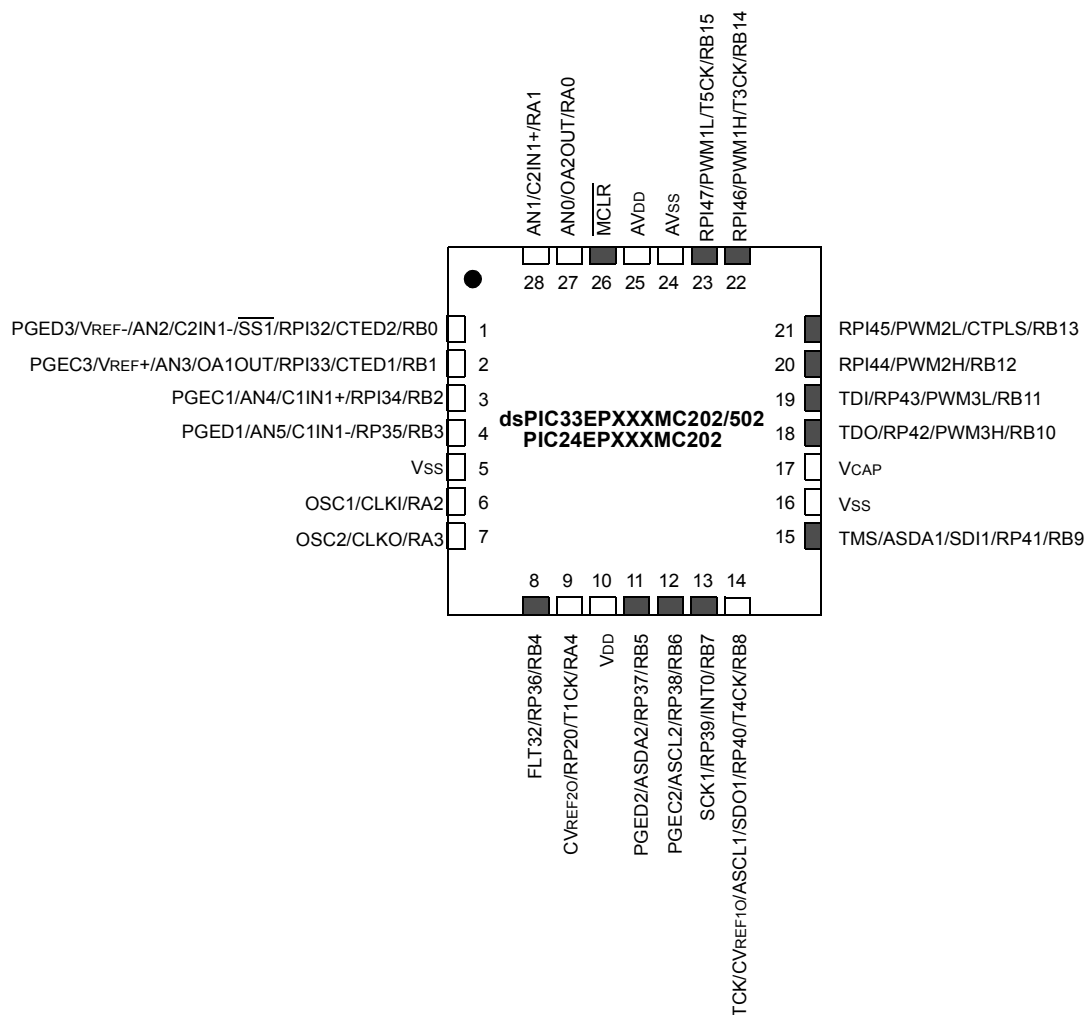 AN1/C2IN1+/RA1
AN0/OA2OUT/RA0
MCLR
AVDD
AVSS
RPI47/PWM1L/T5CK/RB15
RPI46/PWM1H/T3CK/RB14
28
27
26
25
24
23
22
PGED3/VREF-/AN2/C2IN1-/SS1/RPI32/CTED2/RB0
1
PGEC3/VREF+/AN3/OA1OUT/RPI33/CTED1/RB1
2
PGEC1/AN4/C1IN1+/RPI34/RB2
3
PGED1/AN5/C1IN1-/RP35/RB3
4
VSS
5
OSC1/CLKI/RA2
6
OSC2/CLKO/RA3
7
dsPIC33EPXXXMC202/502
PIC24EPXXXMC202
21
RPI45/PWM2L/CTPLS/RB13
20
RPI44/PWM2H/RB12
19
TDI/RP43/PWM3L/RB11
18
TDO/RP42/PWM3H/RB10
17
VCAP
16
VSS
15
TMS/ASDA1/SDI1/RP41/RB9
8
9
10
11
12
13
14
FLT32/RP36/RB4
CVREF2O/RP20/T1CK/RA4
VDD
PGED2/ASDA2/RP37/RB5
PGEC2/ASCL2/RP38/RB6
SCK1/RP39/INT0/RB7
TCK/CVREF1O/ASCL1/SDO1/RP40/T4CK/RB8